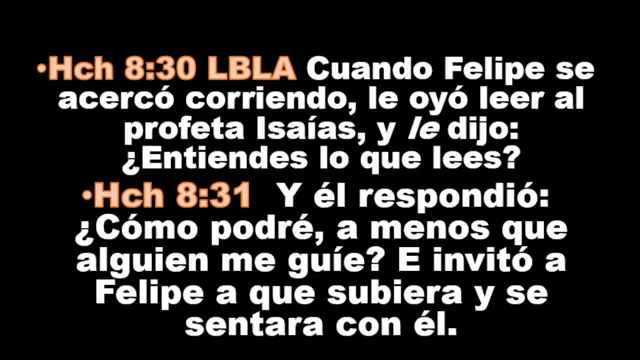 •Hch 8:30 LBLA Cuando Felipe se
acercó corriendo, le oyó leer al
profeta Isaías, y le dijo:
¿Entiendes lo que lees?
•Hch 8:31 Y él respondió:
¿Cómo podré, a menos que
alguien me guíe? E invitó a
Felipe a que subiera y se
sentara con él.